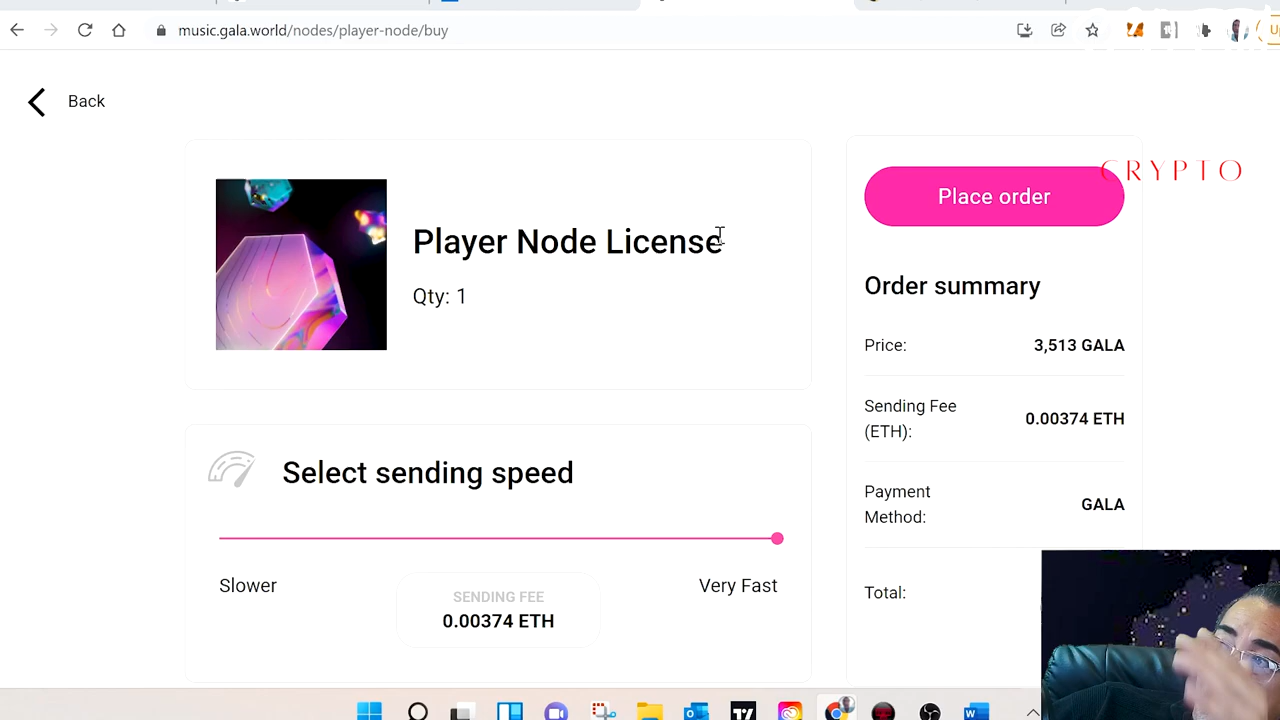 music.gala.world/nodes/player-node/buy
Back
CRYPTO
Place order
Player Node License
Qty: 1
Order summary
Price: 3,513 GALA
Sending Fee (ETH): 0.00374 ETH
Payment Method: GALA
Total:
Select sending speed
Slower
Very Fast
SENDING FEE
0.00374 ETH